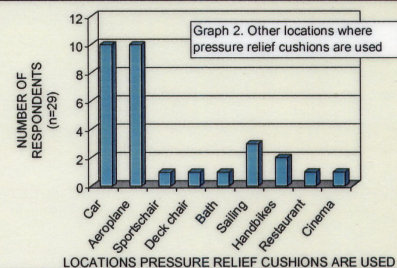 Graph 2. Other locations where
pressure relief cushions are used
NUMBER OF
RESPONDENTS
(n=29)
12
10
8
6
4
2
0
Car
Aeroplane
Sportschair
Deck chair
Bath
Sailing
Handbikes
Restaurant
Cinema
LOCATIONS PRESSURE RELIEF CUSHIONS ARE USED